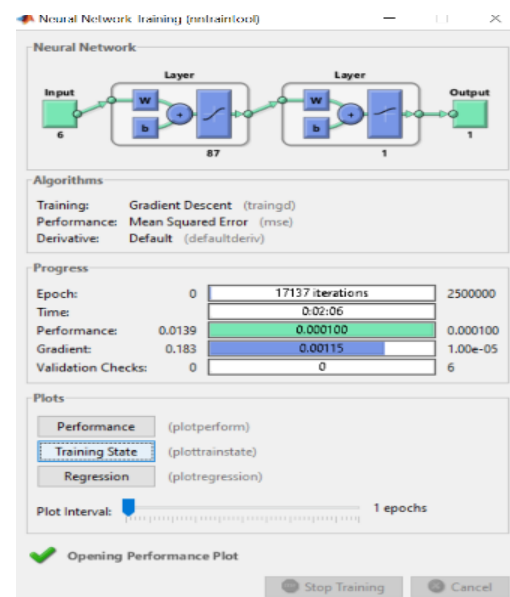 Neural Network Training (nntraintool)
Neural Network
Layer Layer
Input Output
W W
b b
6 1
87 1
Algorithms
Training: Gradient Descent (traingd)
Performance: Mean Squared Error (mse)
Derivative: Default (defaultderiv)
Progress
Epoch: 0 17137 iterations 2500000
Time: 0:02:06
Performance: 0.0139 0.000100 0.000100
Gradient: 0.183 0.00115 1.00e-05
Validation Checks: 0 0 6
Plots
Performance (plotperform)
Training State (plottrainstate)
Regression (plotregression)
Plot Interval: 1 epochs
Opening Performance Plot
Stop Training Cancel